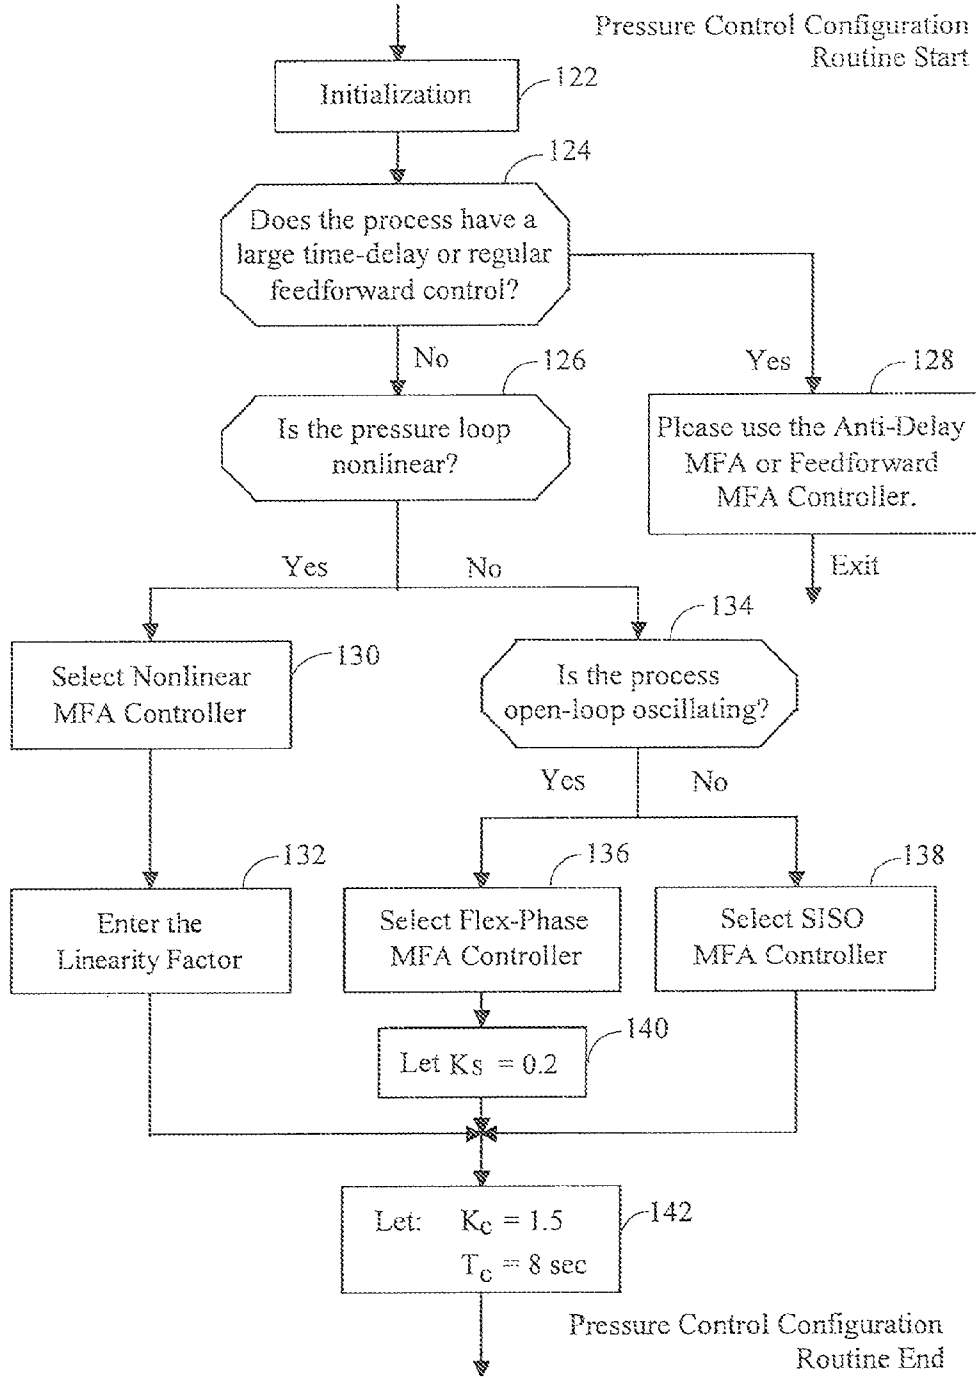 Pressure Control Configuration
Routine Start
Initialization
122
124
Does the process have a
large time-delay or regular
feedforward control?
No
126
Yes
128
Is the pressure loop
nonlinear?
Please use the Anti-Delay
MFA or Feedforward
MFA Controller.
Exit
Yes
No
134
130
Select Nonlinear
MFA Controller
Is the process
open-loop oscillating?
Yes
No
132
136
138
Enter the
Linearity Factor
Select Flex-Phase
MFA Controller
Select SISO
MFA Controller
140
Let Ks = 0.2
142
Let: Kc = 1.5
Tc = 8 sec
Pressure Control Configuration
Routine End